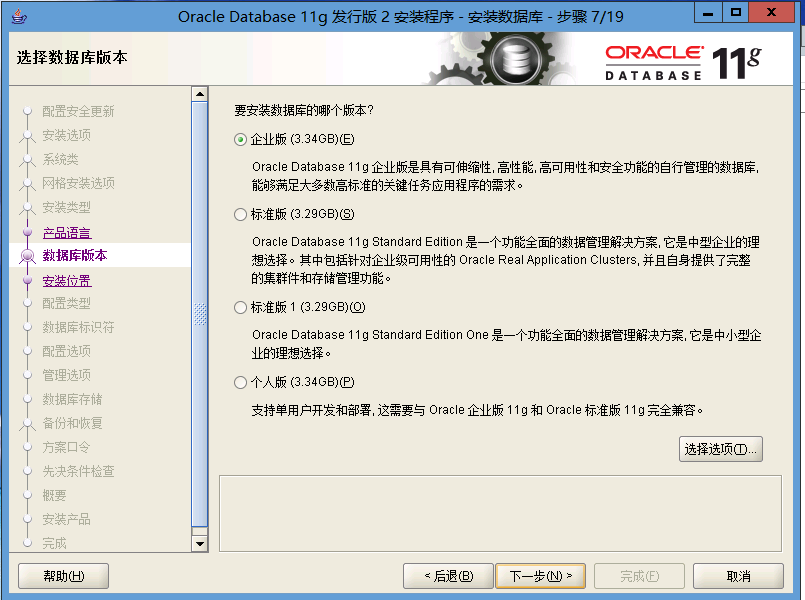 Oracle Database 11g 发行版 2 安装程序 - 安装数据库 - 步骤 7/19
选择数据库版本
ORACLE
DATABASE 11g
配置安全更新
安装选项
系统类
网格安装选项
安装类型
产品语言
数据库版本
安装位置
配置类型
数据库标识符
配置选项
管理选项
数据库存储
备份和恢复
方案口令
先决条件检查
概要
安装产品
完成
要安装数据库的哪个版本?
企业版 (3.34GB)(E)
Oracle Database 11g 企业版是具有可伸缩性, 高性能, 高可用性和安全功能的自行管理的数据库,
能够满足大多数高标准的关键任务应用程序的需求。
标准版 (3.29GB)(S)
Oracle Database 11g Standard Edition 是一个功能全面的数据管理解决方案, 它是中型企业的理
想选择。其中包括针对企业级可用性的 Oracle Real Application Clusters, 并且自身提供了完整
的集群件和存储管理功能。
标准版 1 (3.29GB)(O)
Oracle Database 11g Standard Edition One 是一个功能全面的数据管理解决方案, 它是中小型企
业的理想选择。
个人版 (3.34GB)(P)
支持单用户开发和部署, 这需要与 Oracle 企业版 11g 和 Oracle 标准版 11g 完全兼容。
选择选项(T)...
帮助(H)
< 后退(B)
下一步(N) >
完成(F)
取消